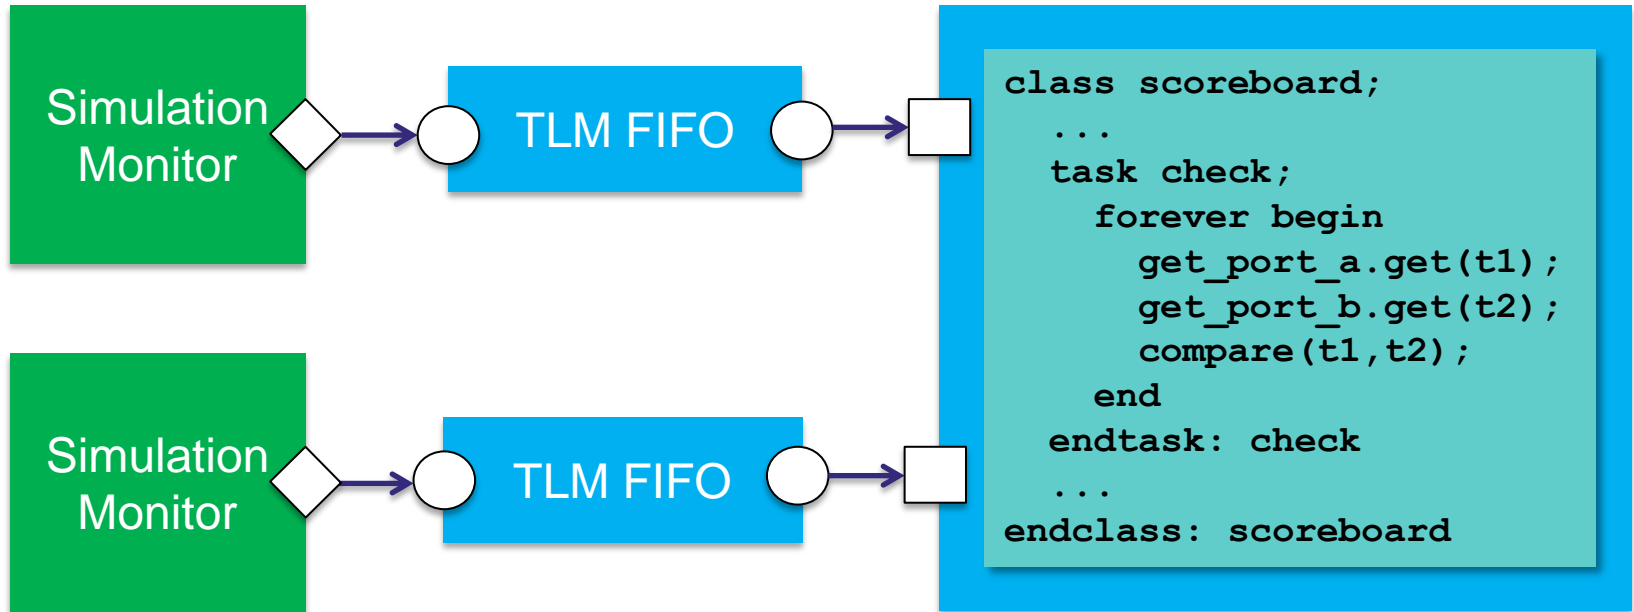 Simulation
Monitor
TLM FIFO
class scoreboard;
  ...
  task check;
    forever begin
      get_port_a.get(t1);
      get_port_b.get(t2);
      compare(t1,t2);
    end
  endtask: check
  ...
endclass: scoreboard
Simulation
Monitor
TLM FIFO